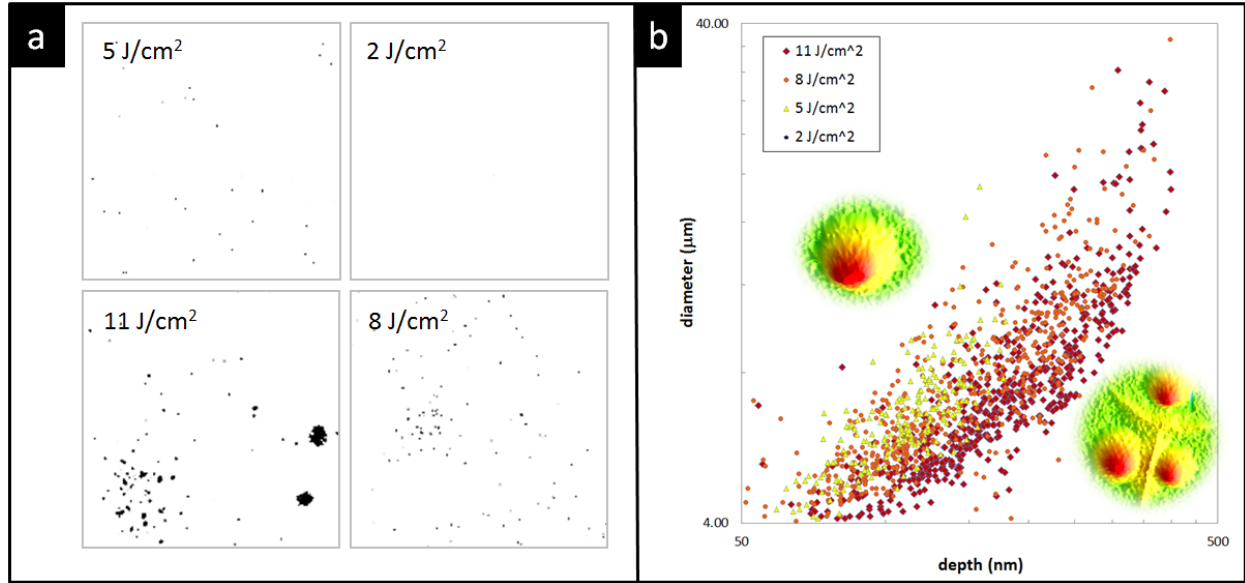 a
5 J/cm²
2 J/cm²
11 J/cm²
8 J/cm²
b
40.00
11 J/cm^2
8 J/cm^2
5 J/cm^2
2 J/cm^2
diameter (μm)
4.00
50
500
depth (nm)